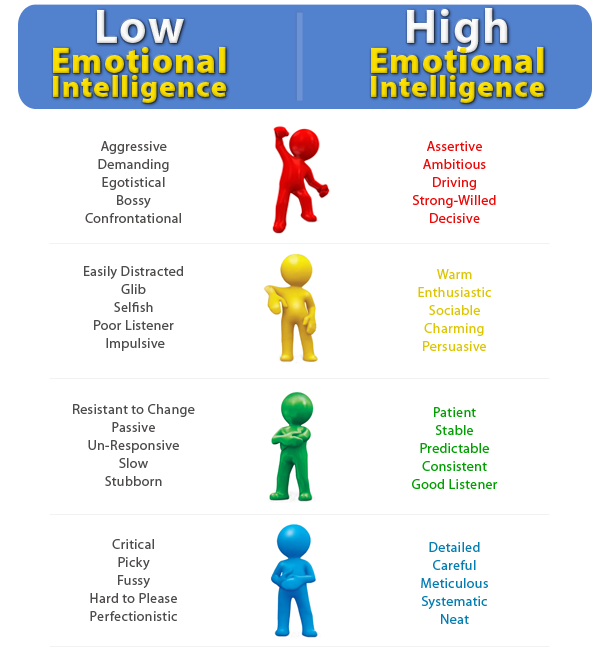 Low
Emotional
Intelligence
High
Emotional
Intelligence
Aggressive
Demanding
Egotistical
Bossy
Confrontational
Assertive
Ambitious
Driving
Strong-Willed
Decisive
Easily Distracted
Glib
Selfish
Poor Listener
Impulsive
Warm
Enthusiastic
Sociable
Charming
Persuasive
Resistant to Change
Passive
Un-Responsive
Slow
Stubborn
Patient
Stable
Predictable
Consistent
Good Listener
Critical
Picky
Fussy
Hard to Please
Perfectionistic
Detailed
Careful
Meticulous
Systematic
Neat